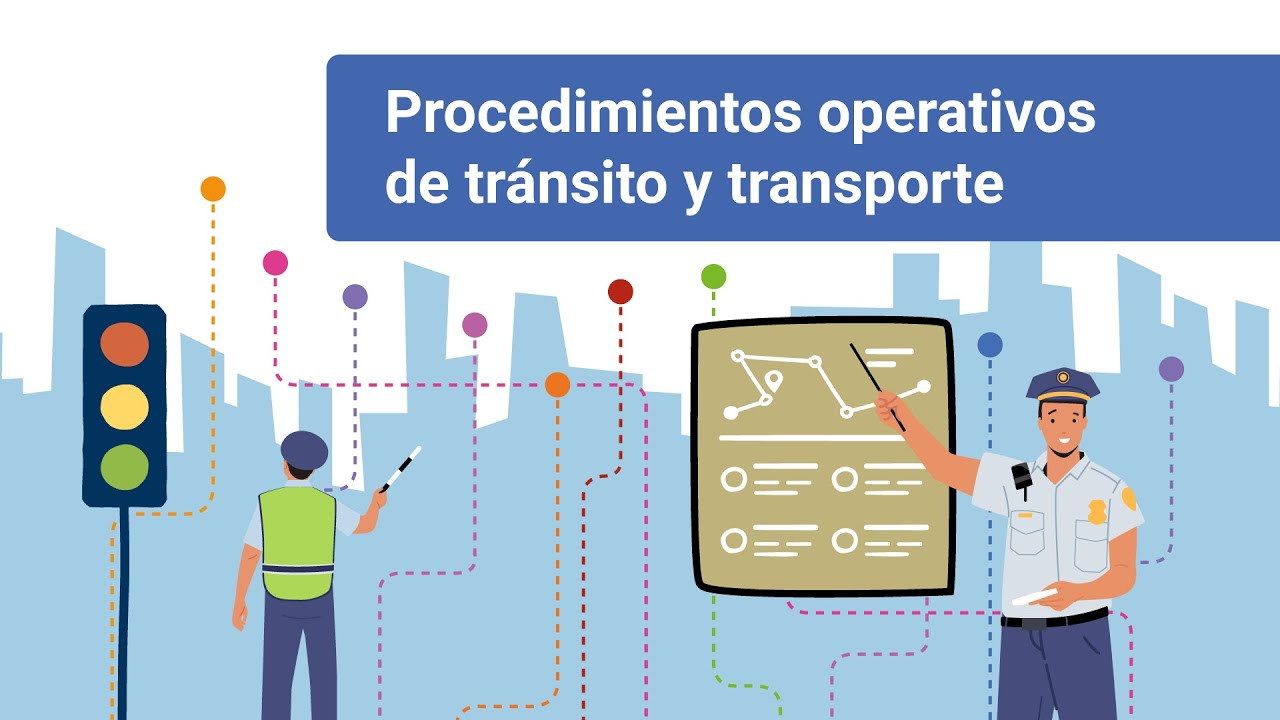 Procedimientos operativos
de tránsito y transporte